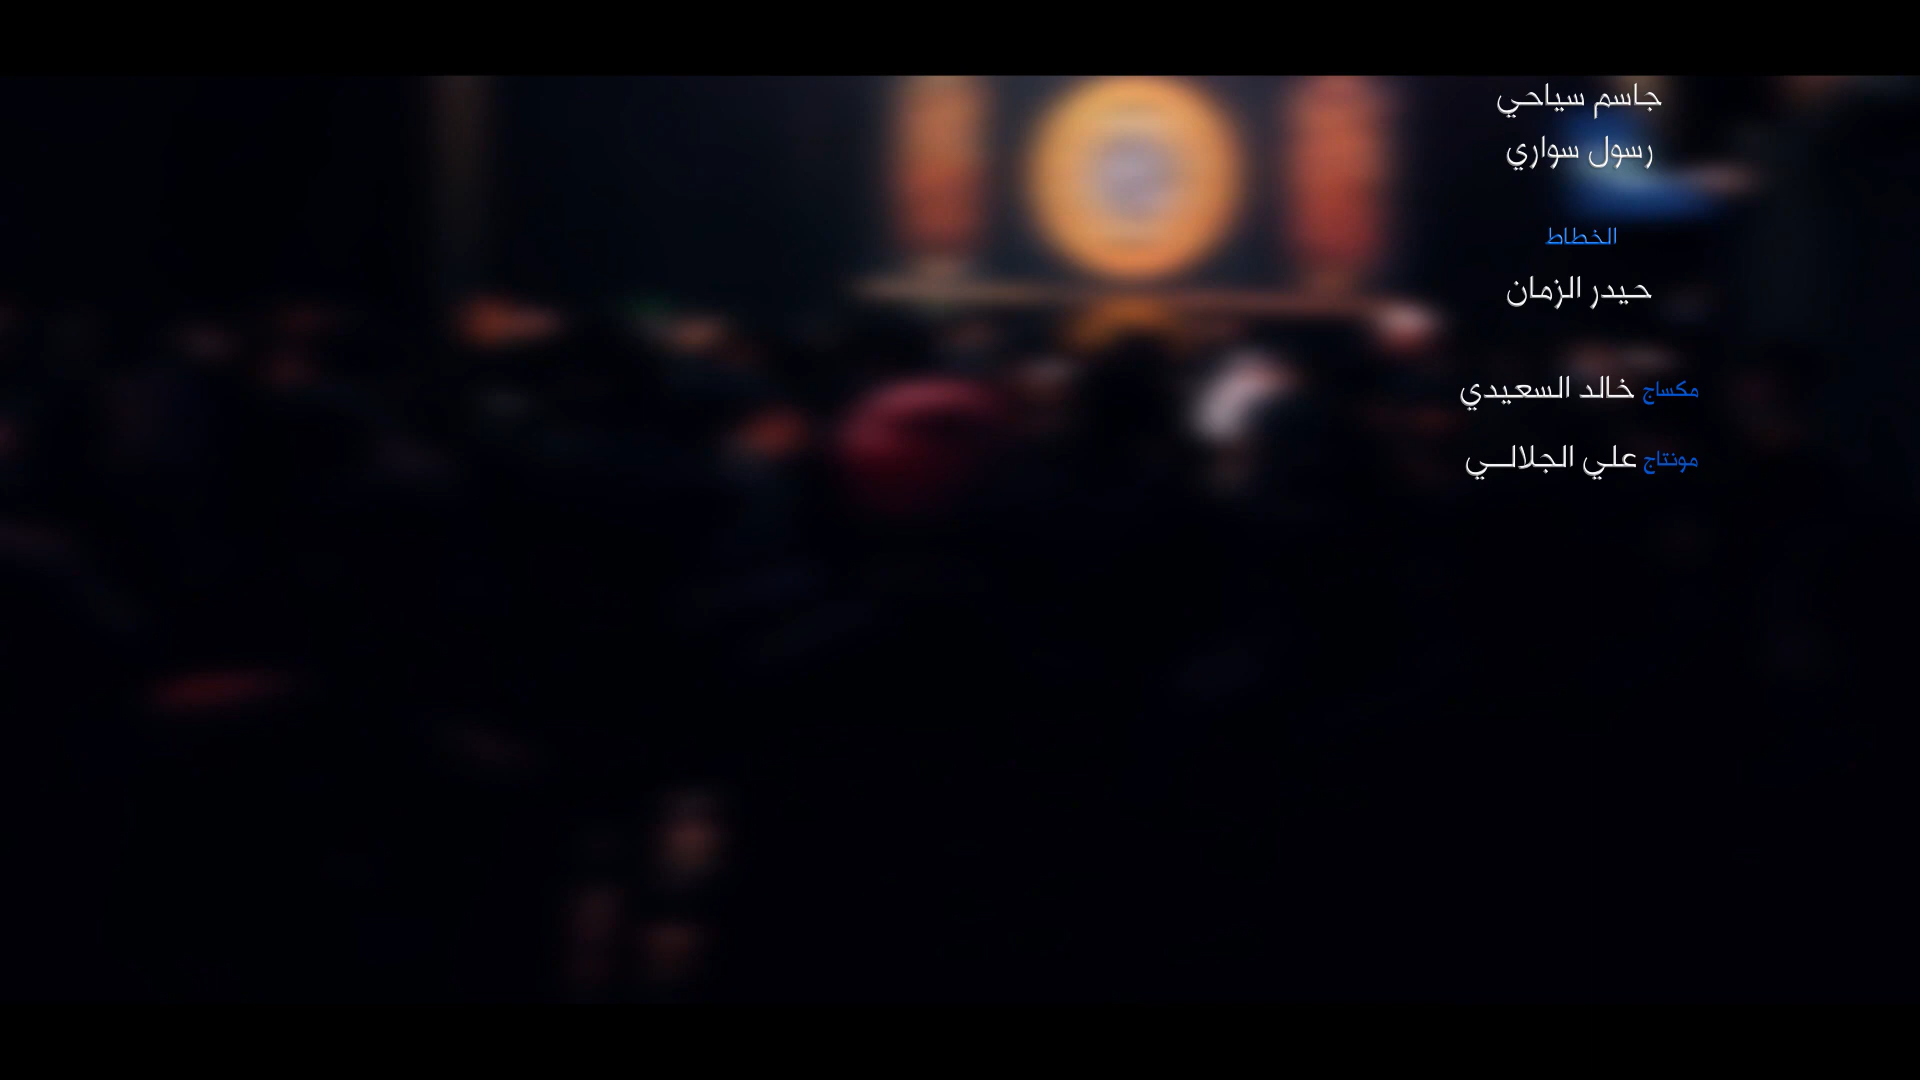 جاسم سياحي
رسول سواري
الخطاط
حيدر الزمان
مكساج خالد السعيدي
مونتاج علي الجلالـي